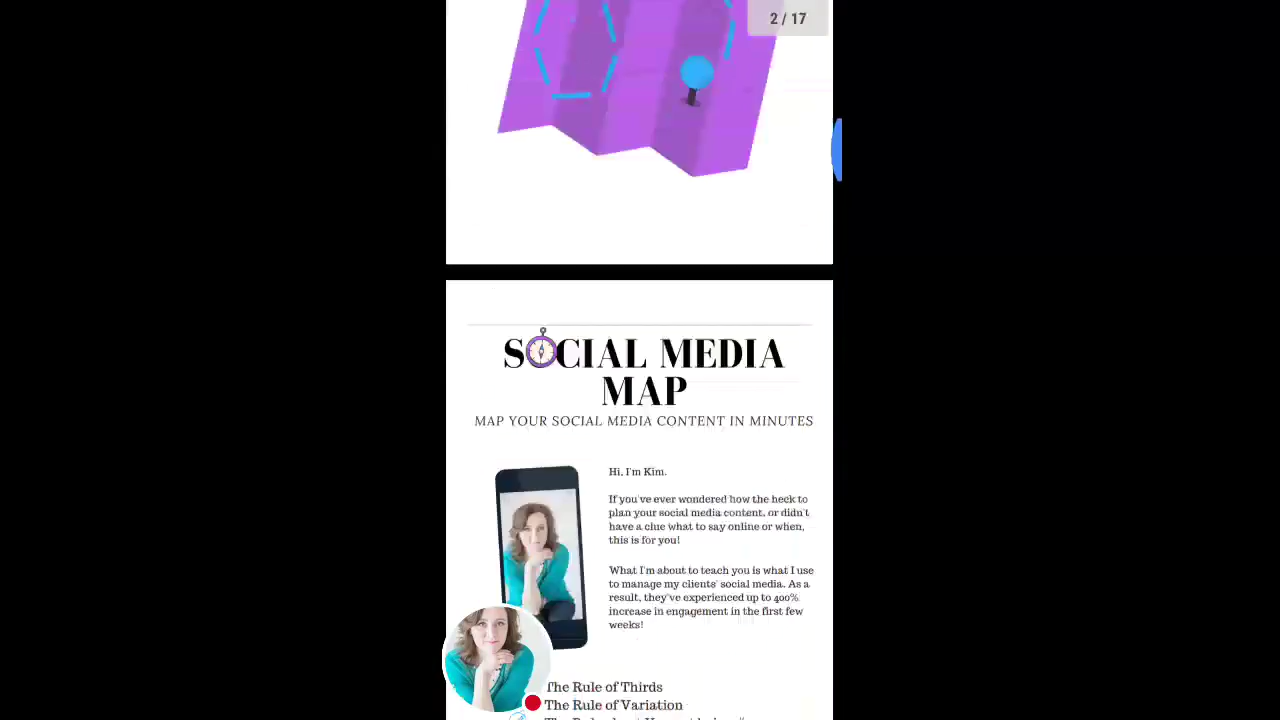 2 / 17
SOCIAL MEDIA
MAP
MAP YOUR SOCIAL MEDIA CONTENT IN MINUTES
Hi, I'm Kim.
If you've ever wondered how the heck to
plan your social media content, or didn't
have a clue what to say online or when,
this is for you!
What I'm about to teach you is what I use
to manage my clients' social media. As a
result, they've experienced up to 400%
increase in engagement in the first few
weeks!
The Rule of Thirds
The Rule of Variation